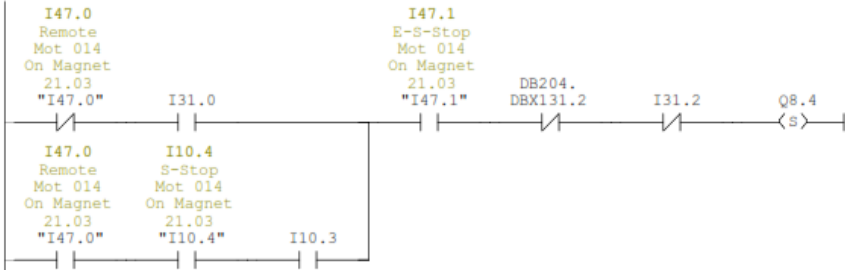 I47.0 I47.1
Remote E-S-Stop
Mot 014 Mot 014
On Magnet On Magnet
21.03 21.03 DB204.
"I47.0" I31.0 "I47.1" DBX131.2 I31.2 Q8.4
S
I47.0 I10.4
Remote S-Stop
Mot 014 Mot 014
On Magnet On Magnet
21.03 21.03
"I47.0" "I10.4" I10.3